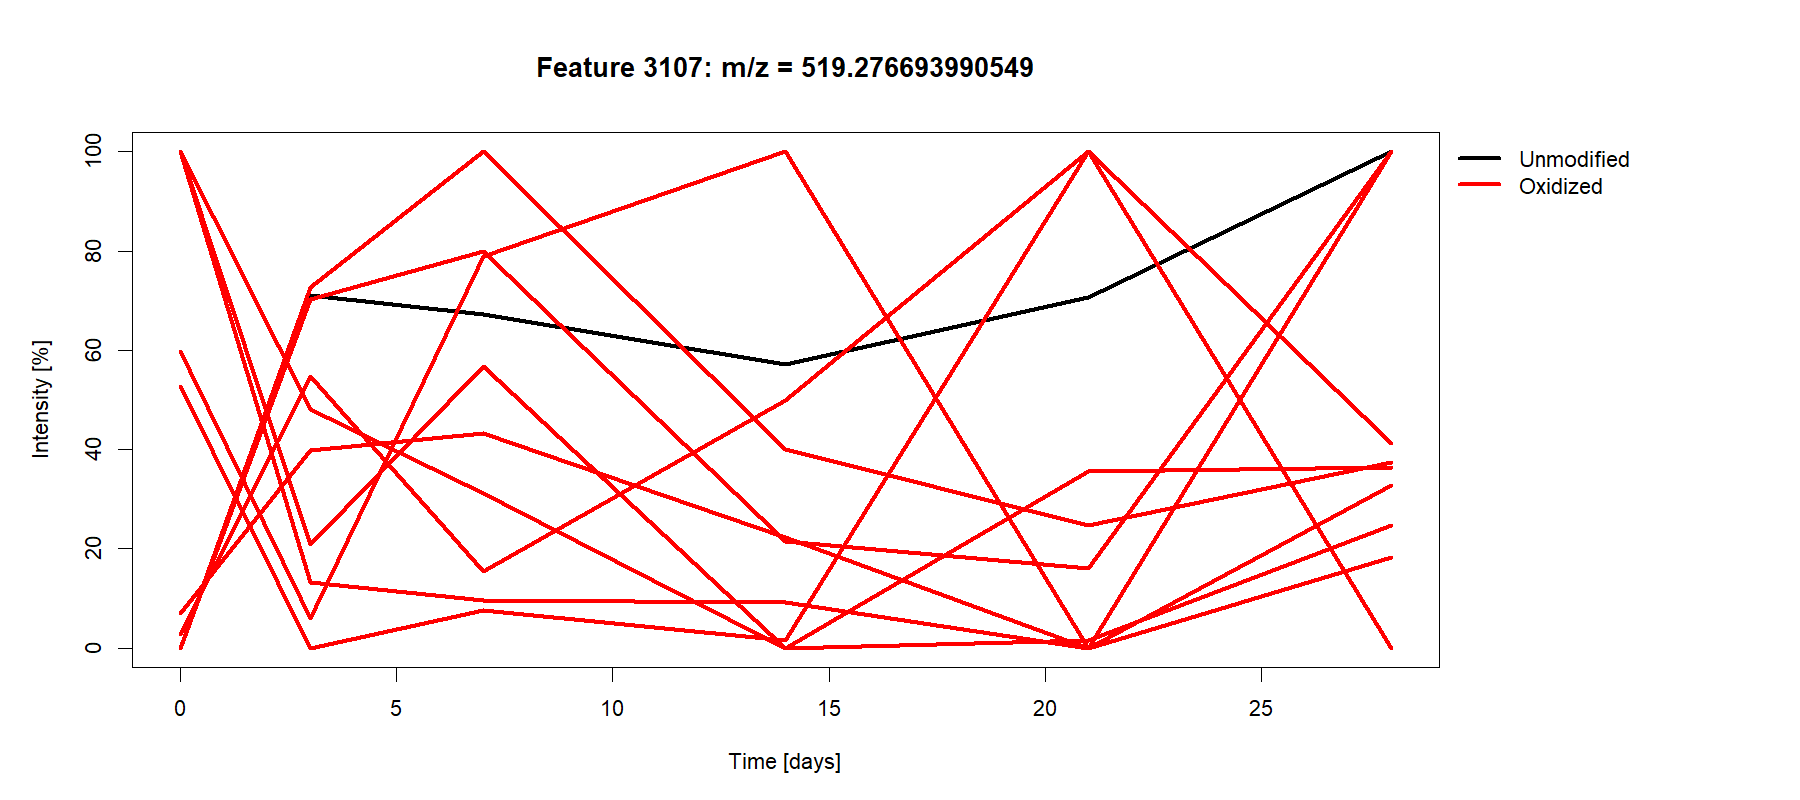 Feature 3107: m/z = 519.276693990549
Unmodified
Oxidized
100
80
60
40
20
0
Intensity [%]
0 5 10 15 20 25
Time [days]